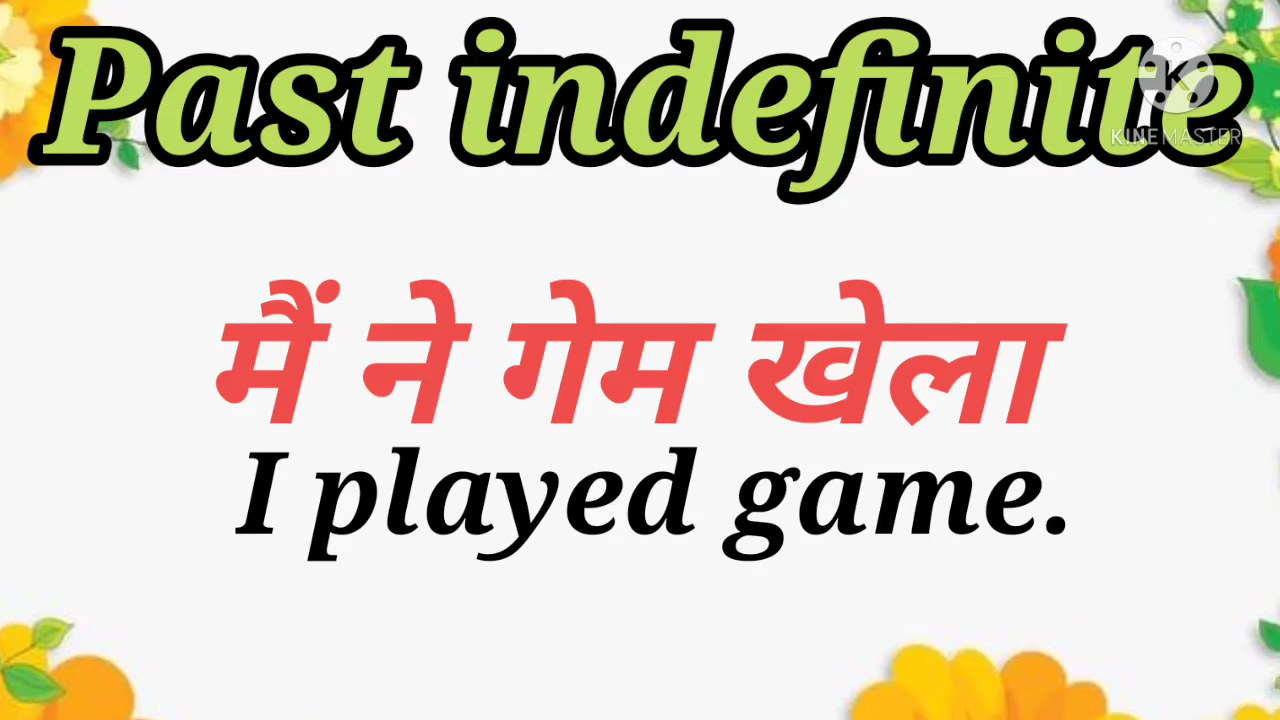 Past indefinite
KINEMASTER
मैं ने गेम खेला
I played game.